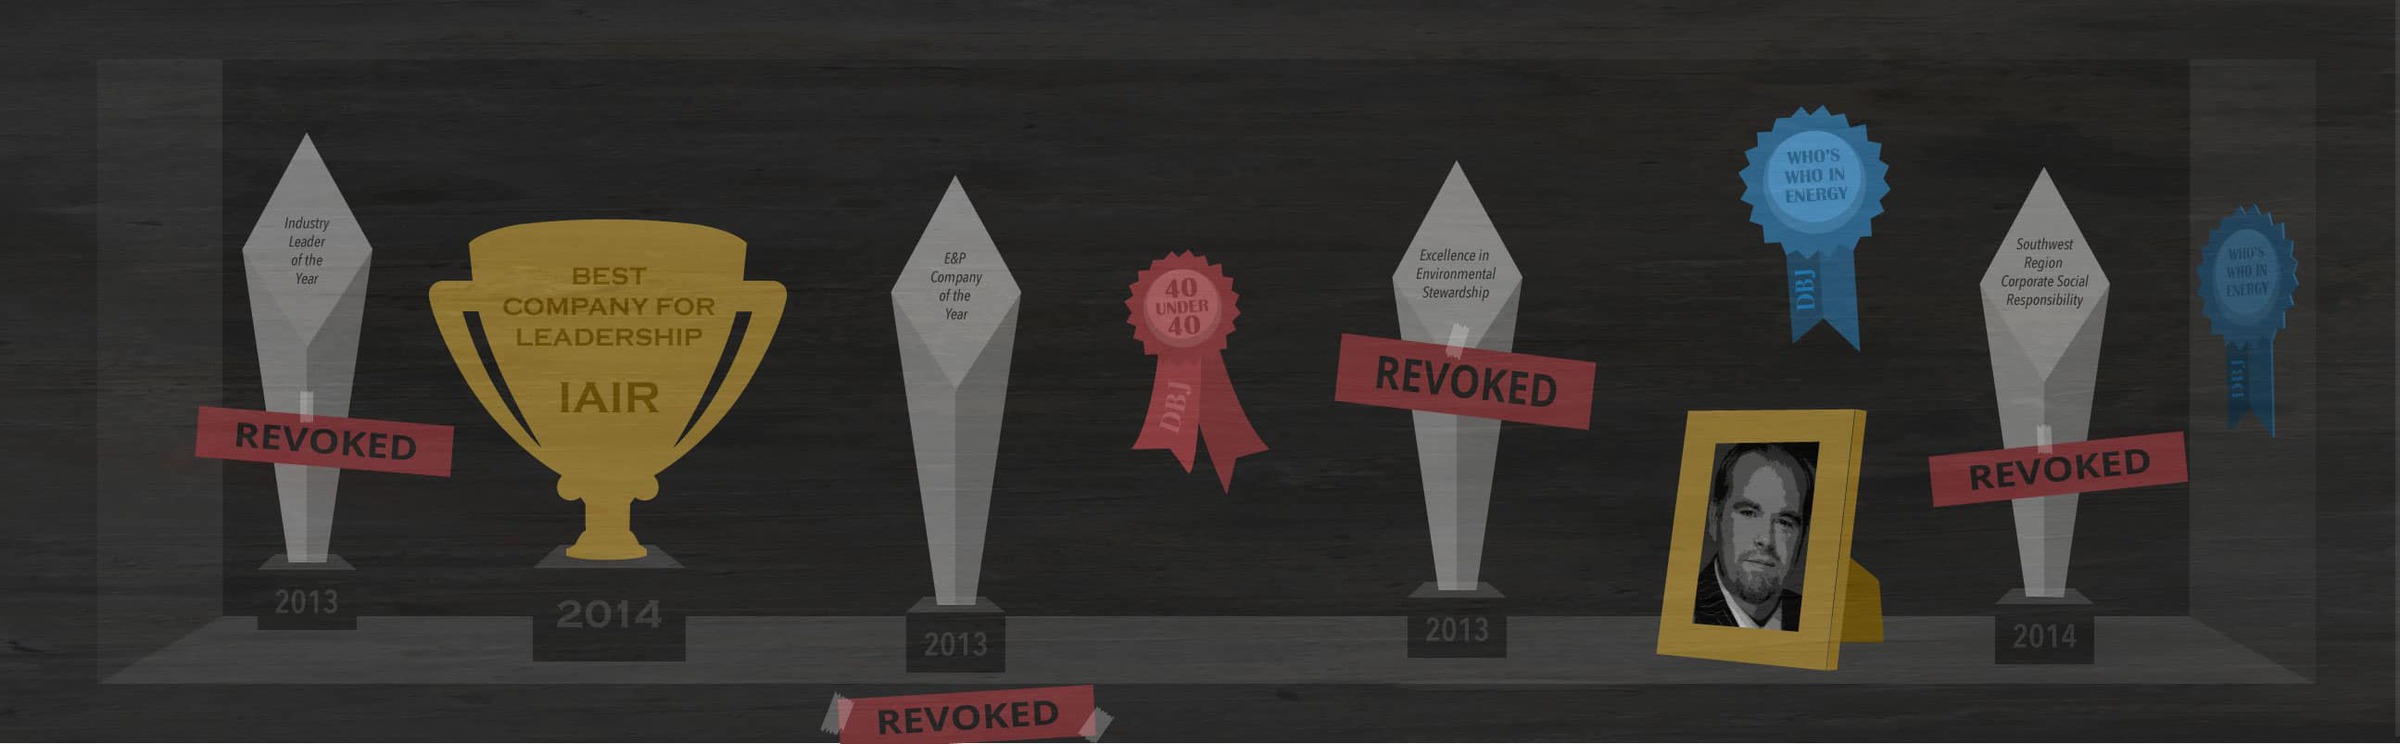 Industry
Leader
of the
Year
REVOKED
2013
BEST
COMPANY FOR
LEADERSHIP
IAIR
2014
E&P
Company
of the
Year
2013
REVOKED
40
UNDER
40
DBJ
Excellence in
Environmental
Stewardship
REVOKED
2013
WHO'S
WHO IN
ENERGY
DBJ
Southwest
Region
Corporate Social
Responsibility
REVOKED
2014
WHO'S
WHO IN
ENERGY
DBJ